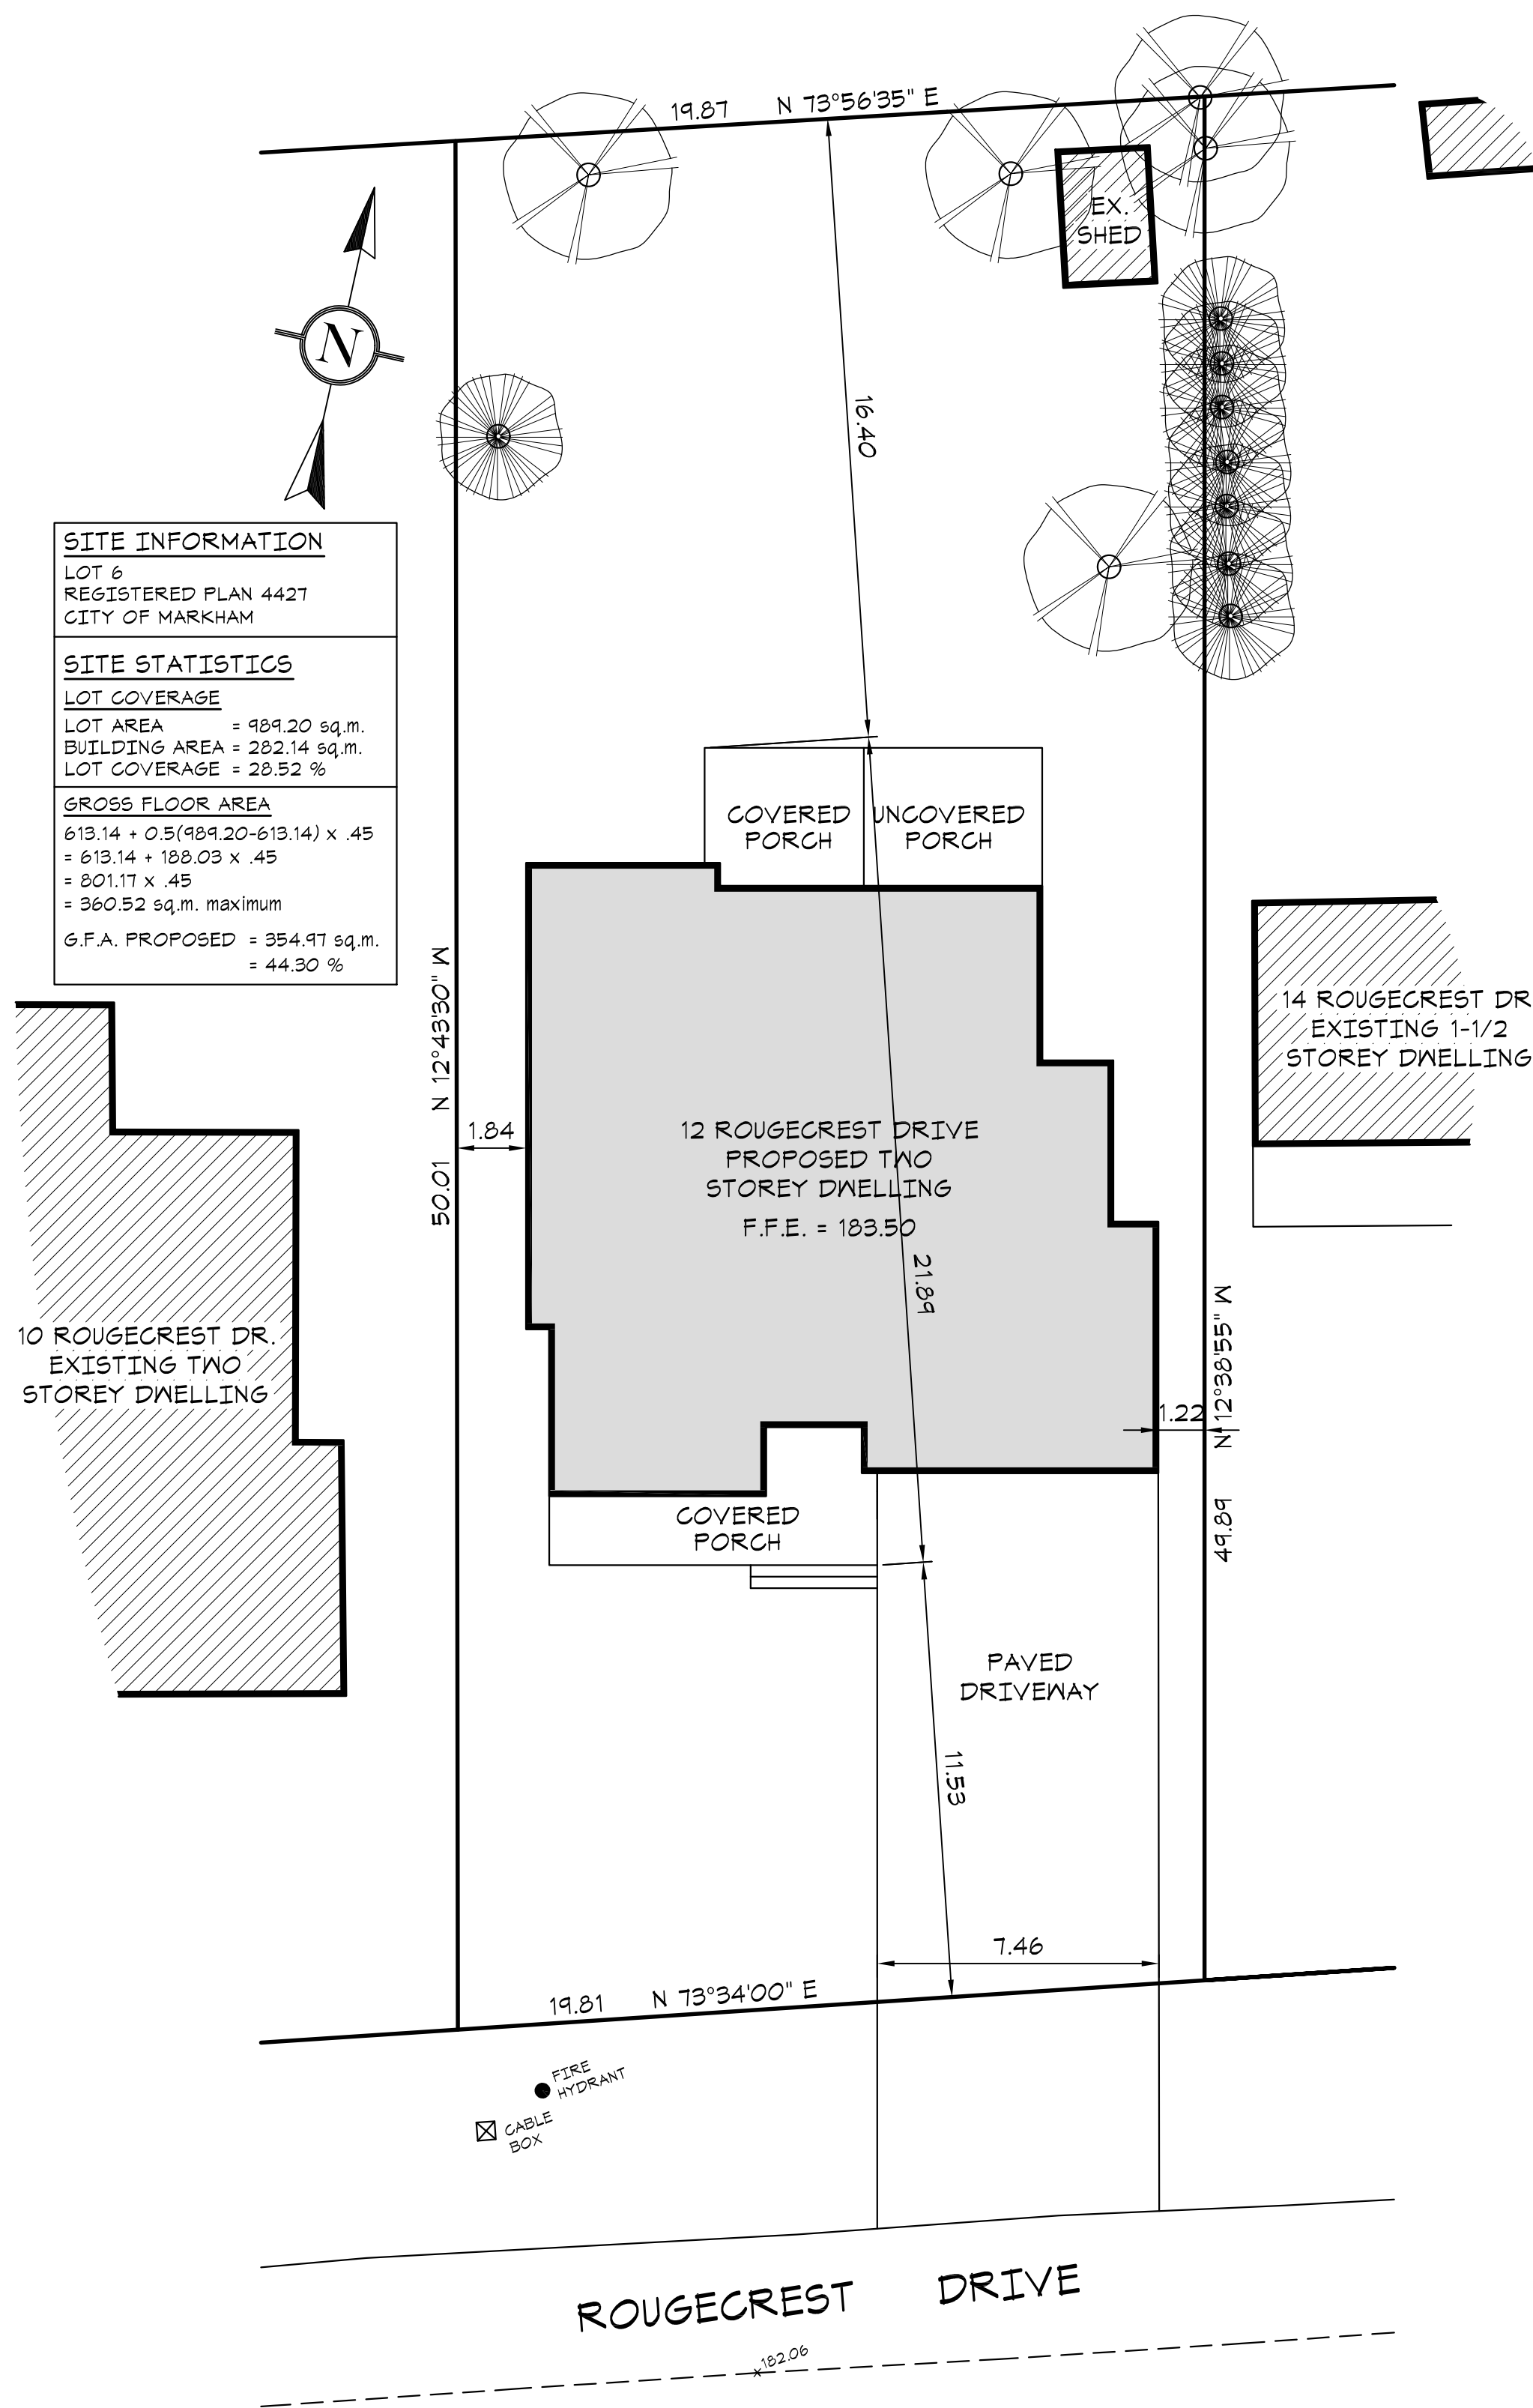 19.87 N 73°56'35" E
EX.
SHED
N
16.40
SITE INFORMATION
LOT 6
REGISTERED PLAN 4427
CITY OF MARKHAM
SITE STATISTICS
LOT COVERAGE
LOT AREA = 989.20 sq.m.
BUILDING AREA = 282.14 sq.m.
LOT COVERAGE = 28.52 %
GROSS FLOOR AREA
613.14 + 0.5(989.20-613.14) x .45
= 613.14 + 188.03 x .45
= 801.17 x .45
= 360.52 sq.m. maximum
G.F.A. PROPOSED = 354.97 sq.m.
= 44.30 %
COVERED
PORCH
UNCOVERED
PORCH
50.01 N 12°43'30" W
1.84
12 ROUGECREST DRIVE
PROPOSED TWO
STOREY DWELLING
F.F.E. = 183.50
21.89
14 ROUGECREST DR
EXISTING 1-1/2
STOREY DWELLING
10 ROUGECREST DR.
EXISTING TWO
STOREY DWELLING
1.22
49.89 N 12°38'55" W
COVERED
PORCH
PAVED
DRIVEWAY
11.53
7.46
19.81 N 73°34'00" E
FIRE
HYDRANT
CABLE
BOX
ROUGECREST DRIVE
x182.06